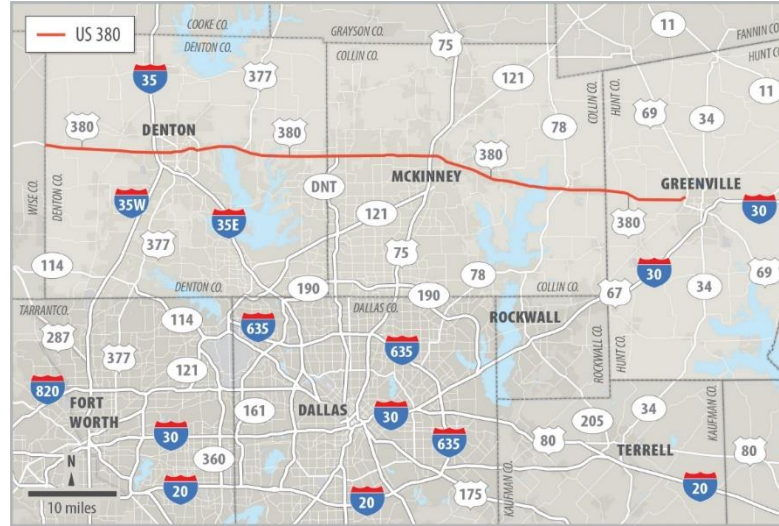 US 380
COOKE CO.
DENTON CO.
GRAYSON CO.
COLLIN CO.
FANNIN CO.
HUNT CO.
11
35
377
75
121
11
380
DENTON
380
78
COLLIN CO.
HUNT CO.
69
34
WISE CO.
DENTON CO.
DNT
MCKINNEY
380
GREENVILLE
35W
35E
121
380
30
377
75
114
78
30
34
69
DENTON CO.
190
190
COLLIN CO.
67
TARRANT CO.
114
635
DALLAS CO.
ROCKWALL
287
377
635
ROCKWALL CO.
HUNT CO.
121
820
FORT
WORTH
161
DALLAS
30
34
KAUFMAN CO.
30
635
80
205
TERRELL
80
360
N
10 miles
20
20
175
KAUFMAN CO.
20